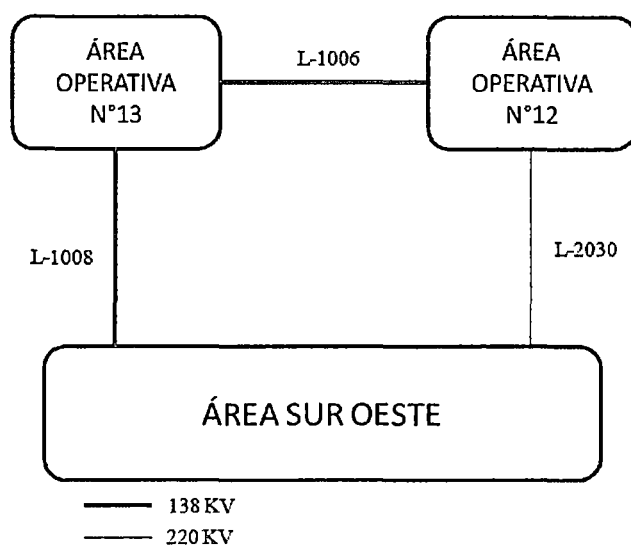 ÁREA
OPERATIVA
N°13
L-1006
ÁREA
OPERATIVA
N°12
L-1008
L-2030
ÁREA SUR OESTE
138 KV
220 KV